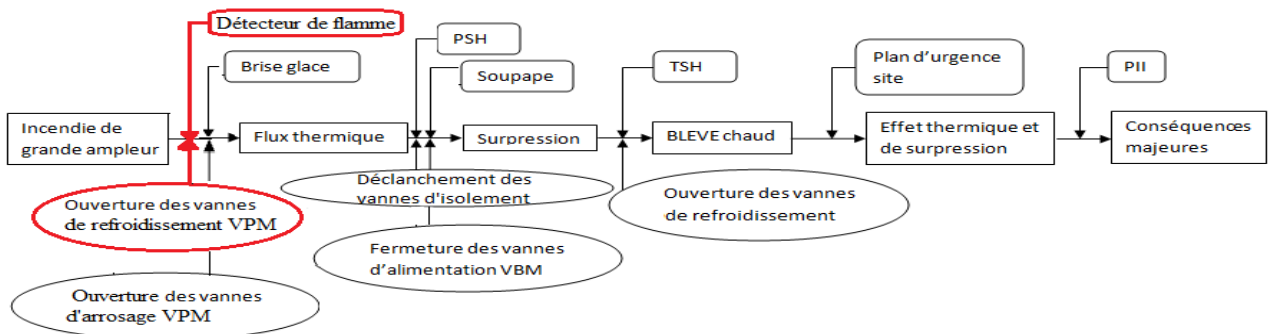 Détecteur de flamme
PSH
Brise glace
Soupape
TSH
Plan d'urgence
site
PII
Incendie de
grande ampleur
Flux thermique
Surpression
BLEVE chaud
Effet thermique et
de surpression
Conséquences
majeures
Déclanchement des
vannes d'isolement
Ouverture des vannes
de refroidissement VPM
Ouverture des vannes
de refroidissement
Fermeture des vannes
d'alimentation VBM
Ouverture des vannes
d'arrosage VPM